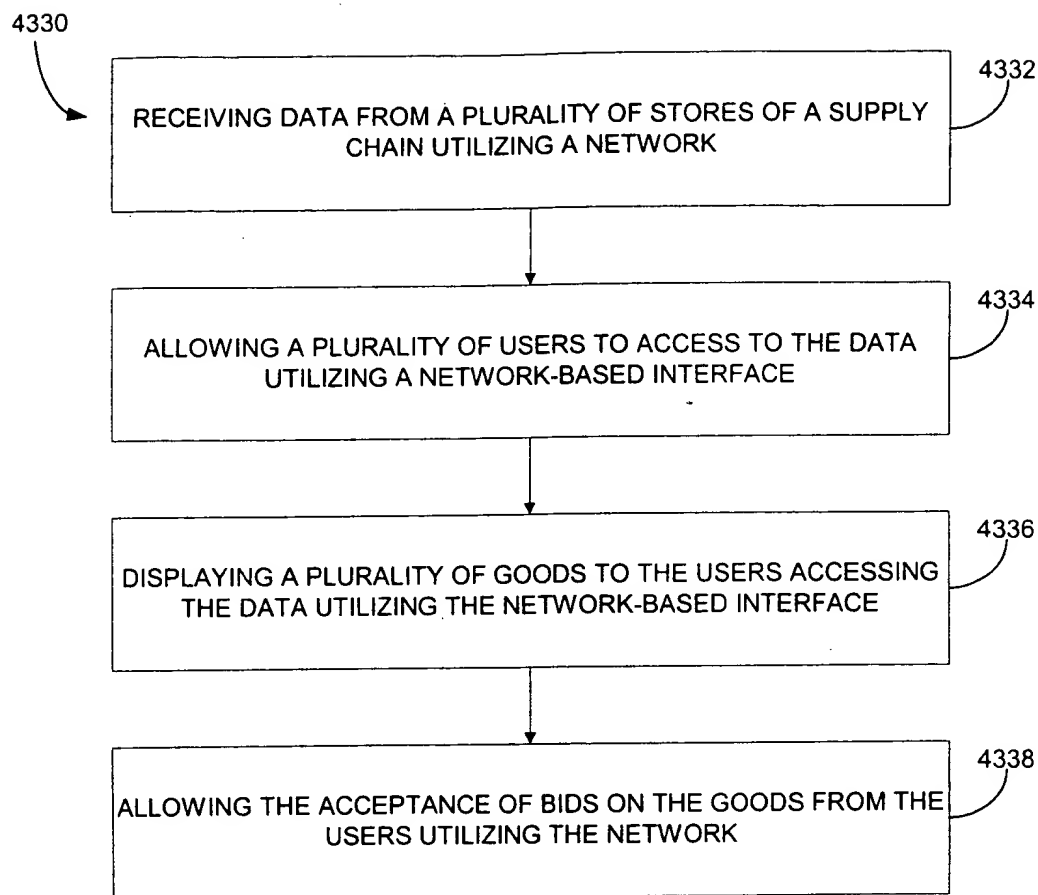 4330
4332
RECEIVING DATA FROM A PLURALITY OF STORES OF A SUPPLY
CHAIN UTILIZING A NETWORK
4334
ALLOWING A PLURALITY OF USERS TO ACCESS TO THE DATA
UTILIZING A NETWORK-BASED INTERFACE
4336
DISPLAYING A PLURALITY OF GOODS TO THE USERS ACCESSING
THE DATA UTILIZING THE NETWORK-BASED INTERFACE
4338
ALLOWING THE ACCEPTANCE OF BIDS ON THE GOODS FROM THE
USERS UTILIZING THE NETWORK